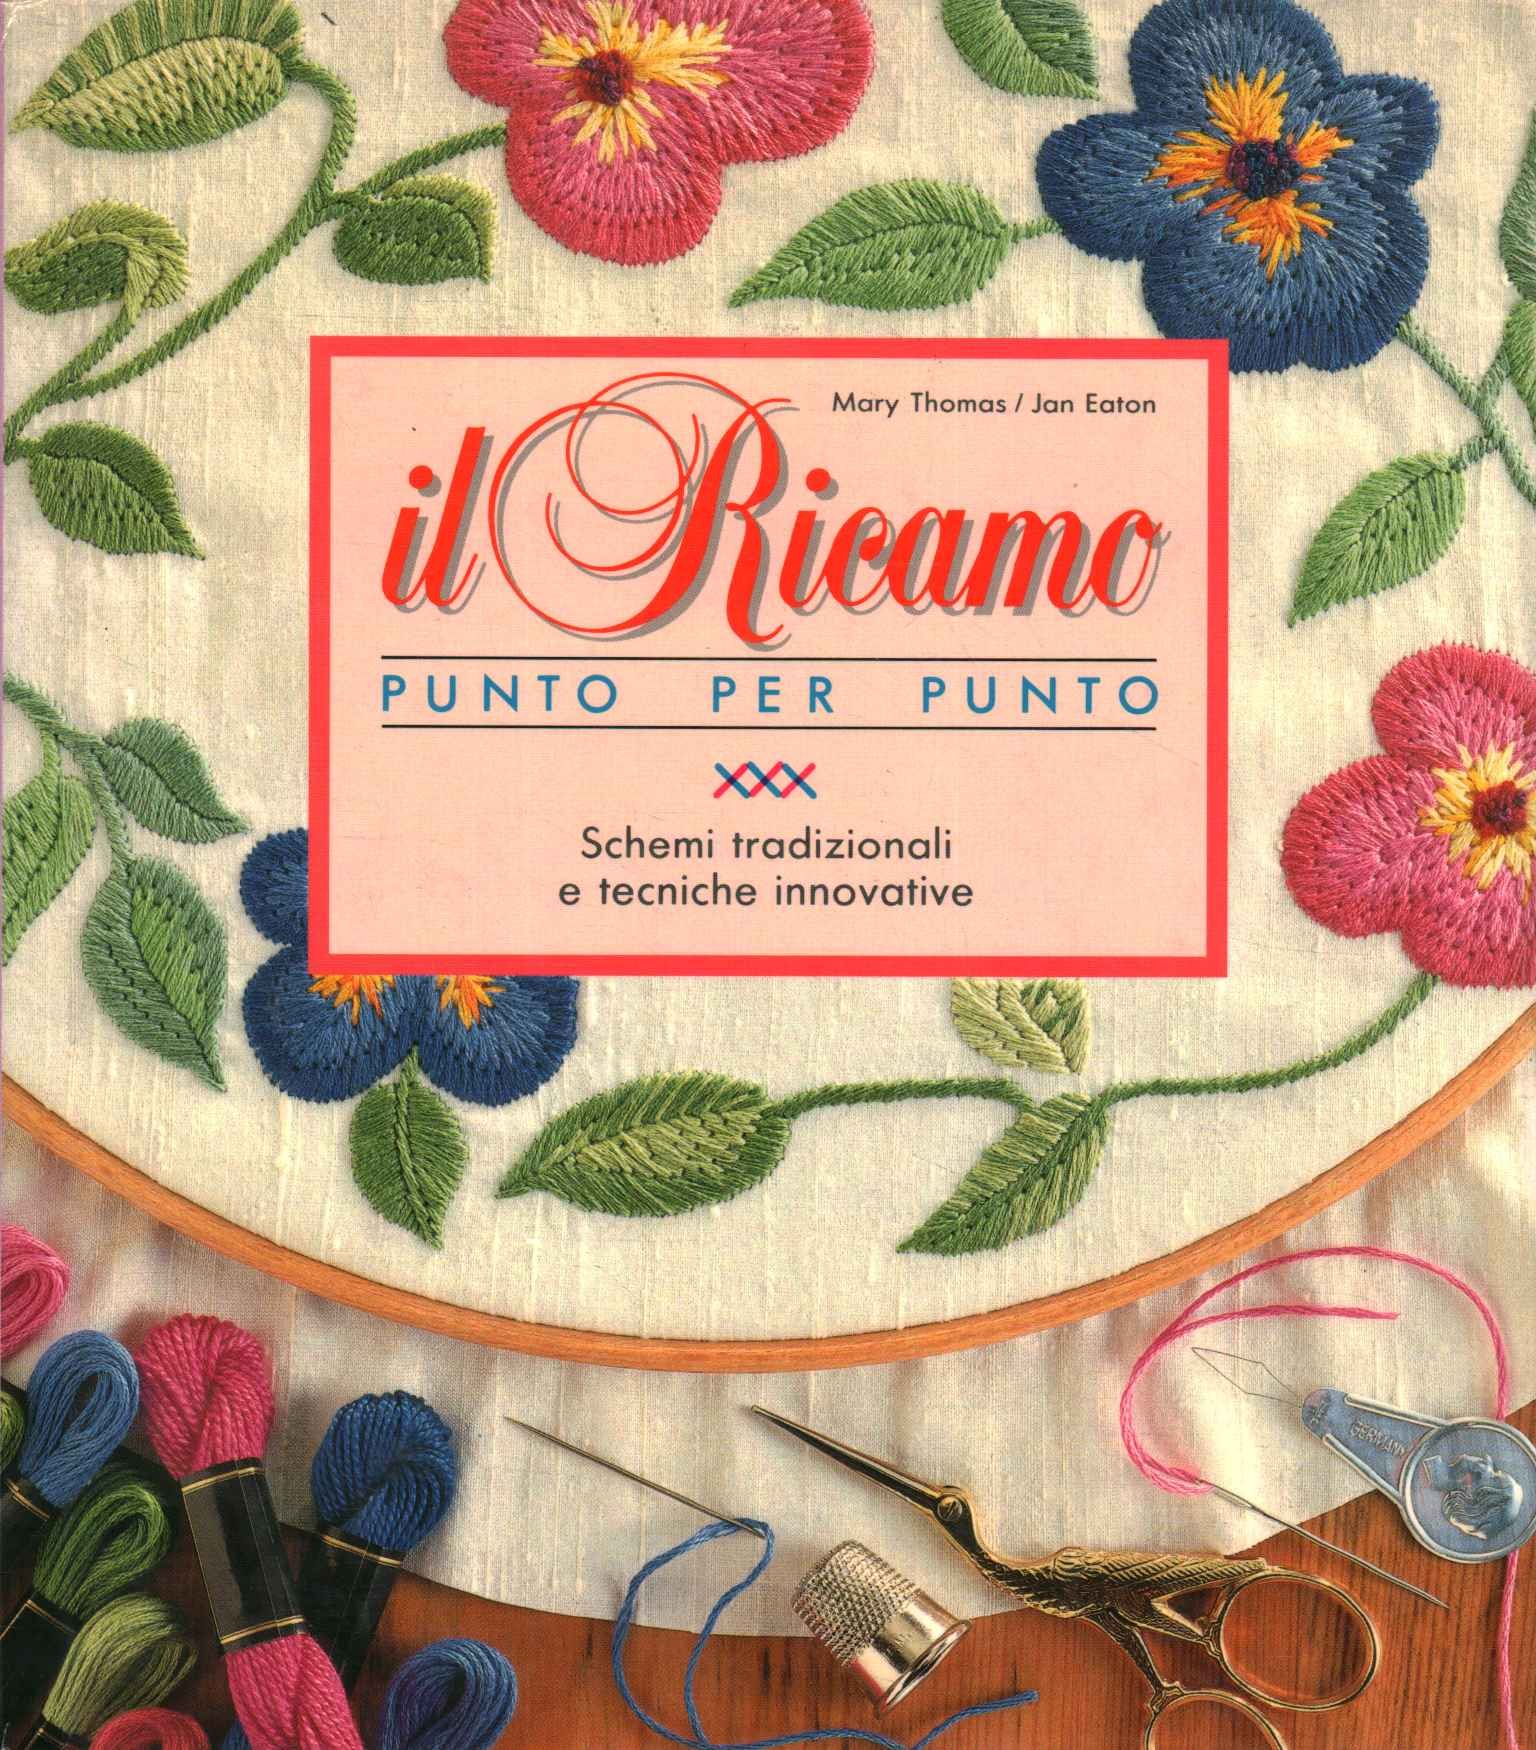 Mary Thomas / Jan Eaton
il Ricamo
PUNTO PER PUNTO
Schemi tradizionali
e tecniche innovative
GERMANY